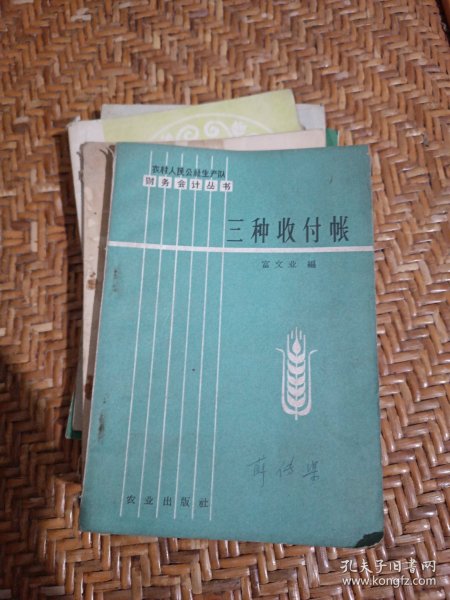 农村人民公社生产队
财务会计丛书
三种收付帐
富文业 編
农业出版社
孔夫子旧书网
www.kongfz.com